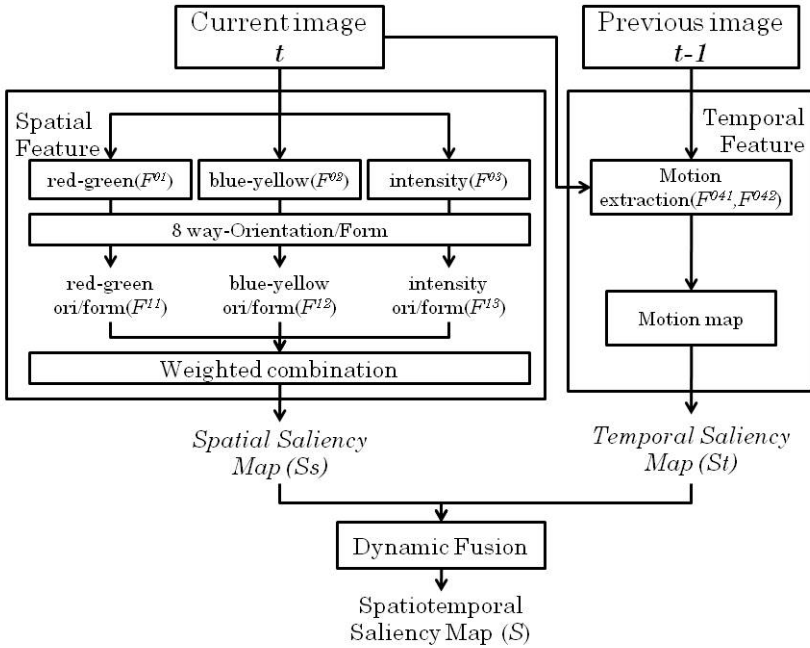 Current image
t
Previous image
t-1
Spatial
Feature
Temporal
Feature
red-green(F01)
blue-yellow(F02)
intensity(F03)
Motion
extraction(F041,F042)
8 way-Orientation/Form
red-green
ori/form(F11)
blue-yellow
ori/form(F12)
intensity
ori/form(F13)
Motion map
Weighted combination
Spatial Saliency
Map (Ss)
Temporal Saliency
Map (St)
Dynamic Fusion
Spatiotemporal
Saliency Map (S)